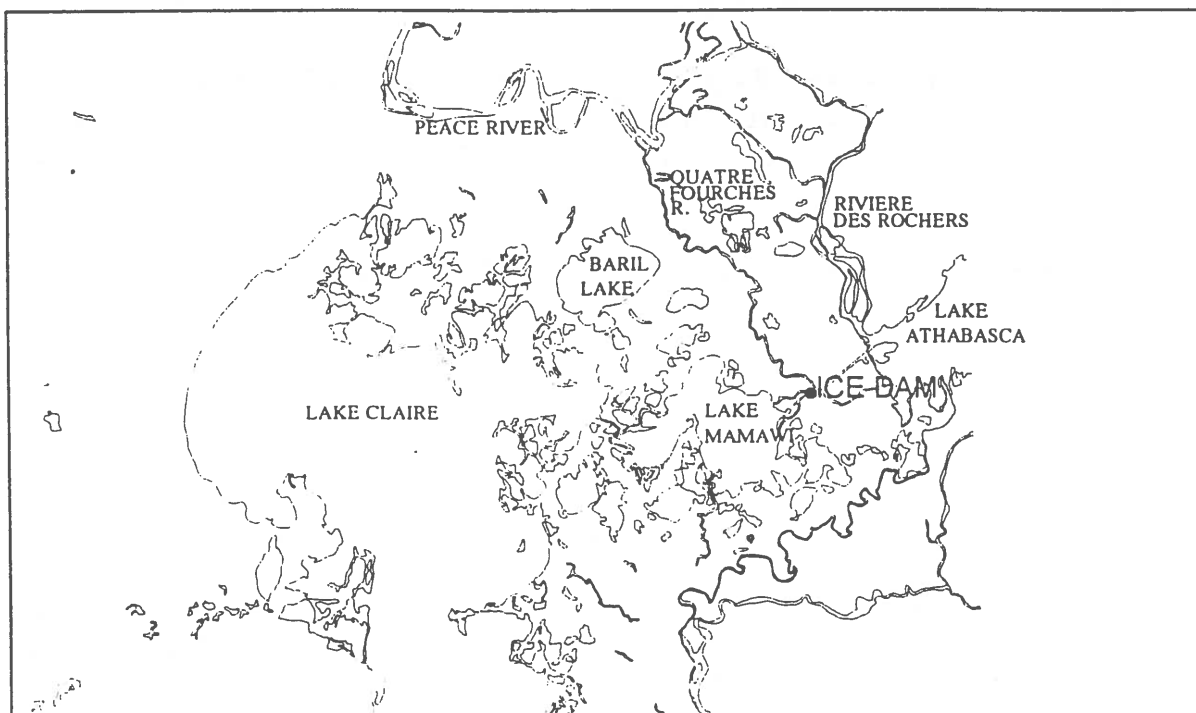 PEACE RIVER
QUATRE
FOURCHES
R.
RIVIERE
DES ROCHERS
BARIL
LAKE
LAKE
ATHABASCA
ICE DAM
LAKE CLAIRE
LAKE
MAMAWI